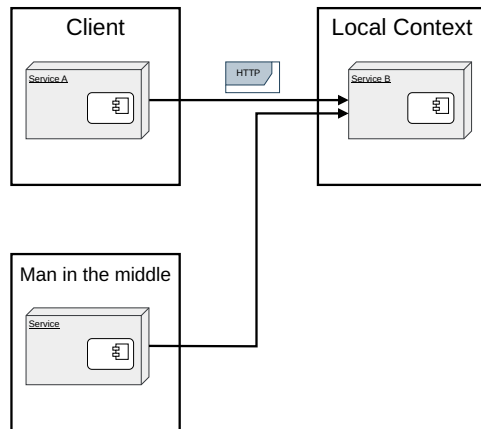 Client
Local Context
HTTP
Service A
Service B
Man in the middle
Service